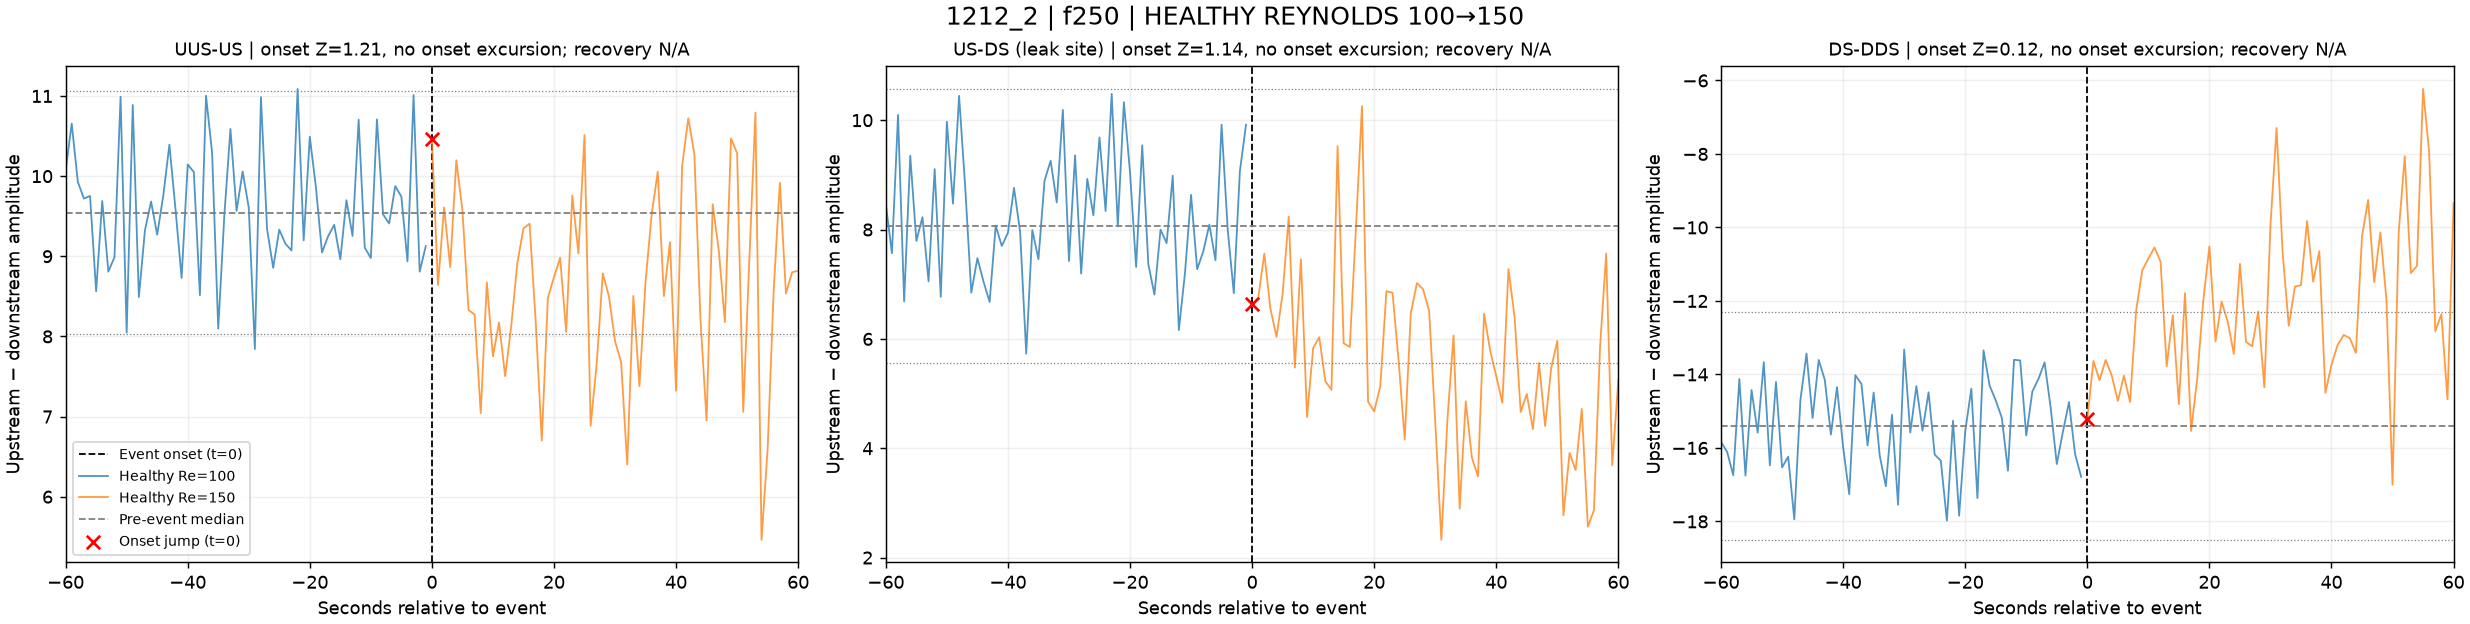 1212_2 | f250 | HEALTHY REYNOLDS 100→150
UUS-US | onset Z=1.21, no onset excursion; recovery N/A
Upstream − downstream amplitude
11
10
9
8
7
6
Event onset (t=0)
Healthy Re=100
Healthy Re=150
Pre-event median
Onset jump (t=0)
−60
−40
−20
0
20
40
60
Seconds relative to event
US-DS (leak site) | onset Z=1.14, no onset excursion; recovery N/A
Upstream − downstream amplitude
10
8
6
4
2
−60
−40
−20
0
20
40
60
Seconds relative to event
DS-DDS | onset Z=0.12, no onset excursion; recovery N/A
Upstream − downstream amplitude
−6
−8
−10
−12
−14
−16
−18
−60
−40
−20
0
20
40
60
Seconds relative to event